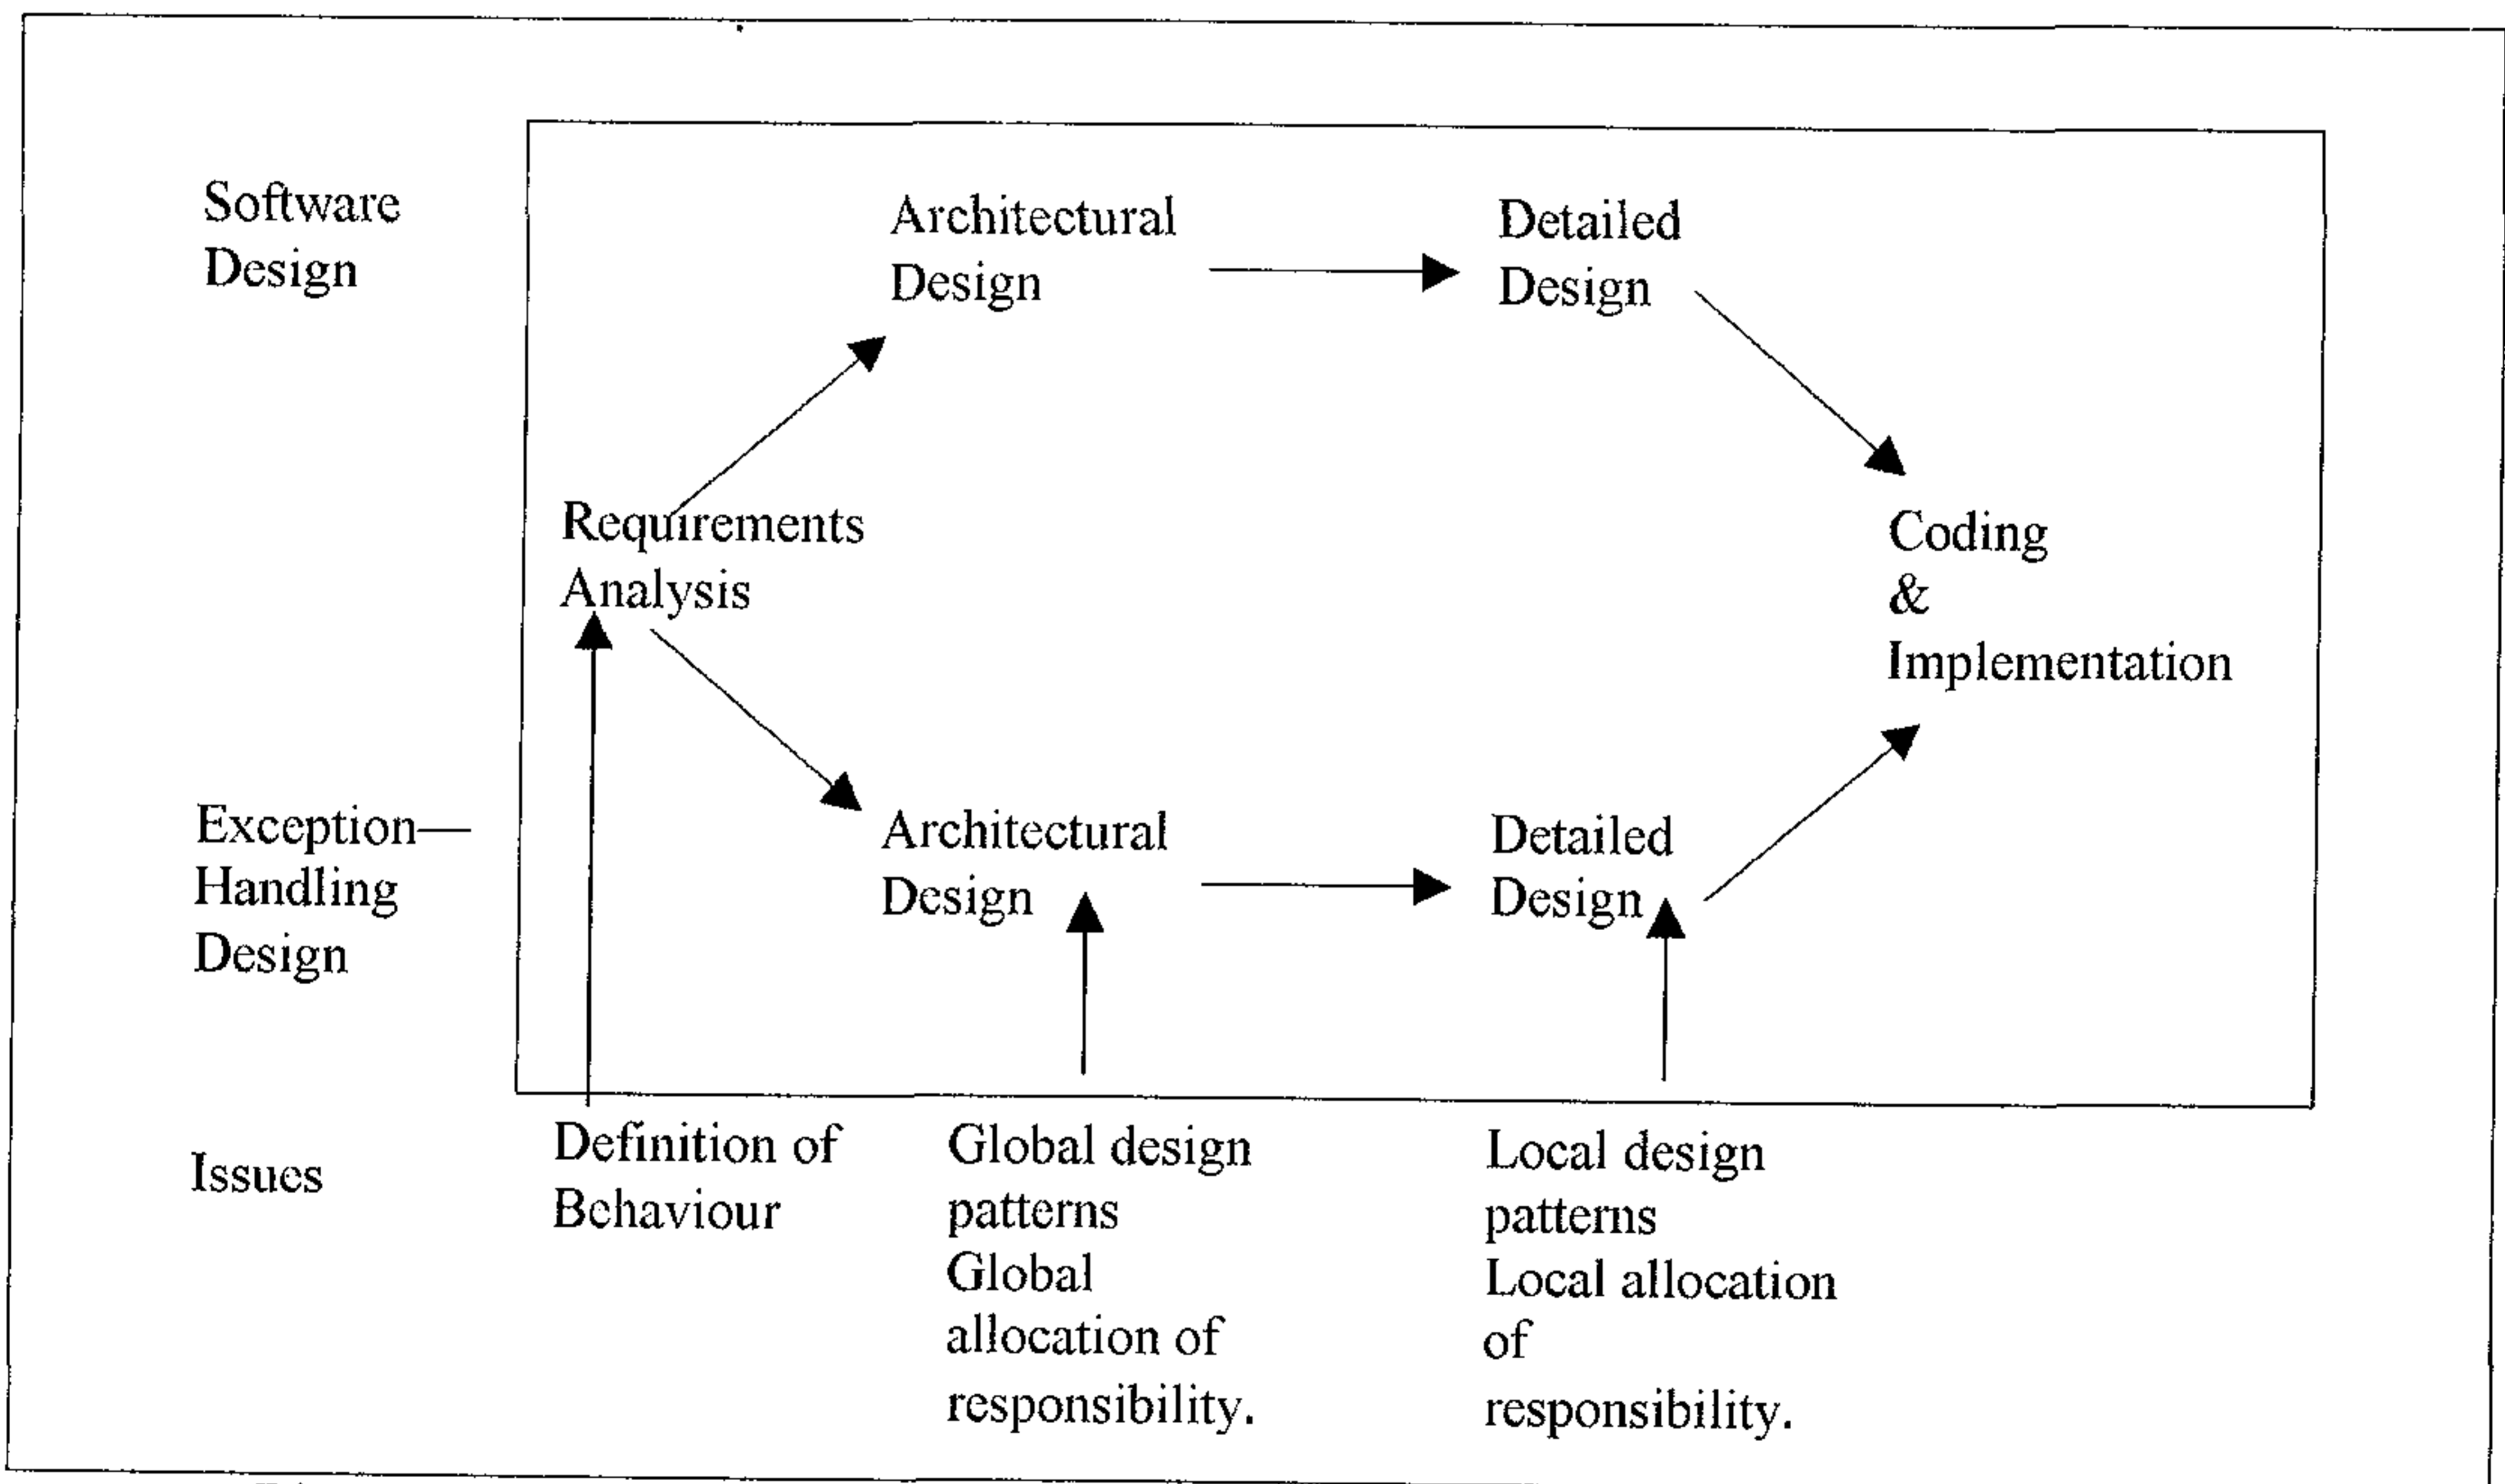 Software
Design
Architectural
Design
Detailed
Design
Requirements
Analysis
Coding
&
Implementation
Exception—
Handling
Design
Architectural
Design
Detailed
Design
Issues
Definition of
Behaviour
Global design
patterns
Global
allocation of
responsibility.
Local design
patterns
Local allocation
of
responsibility.